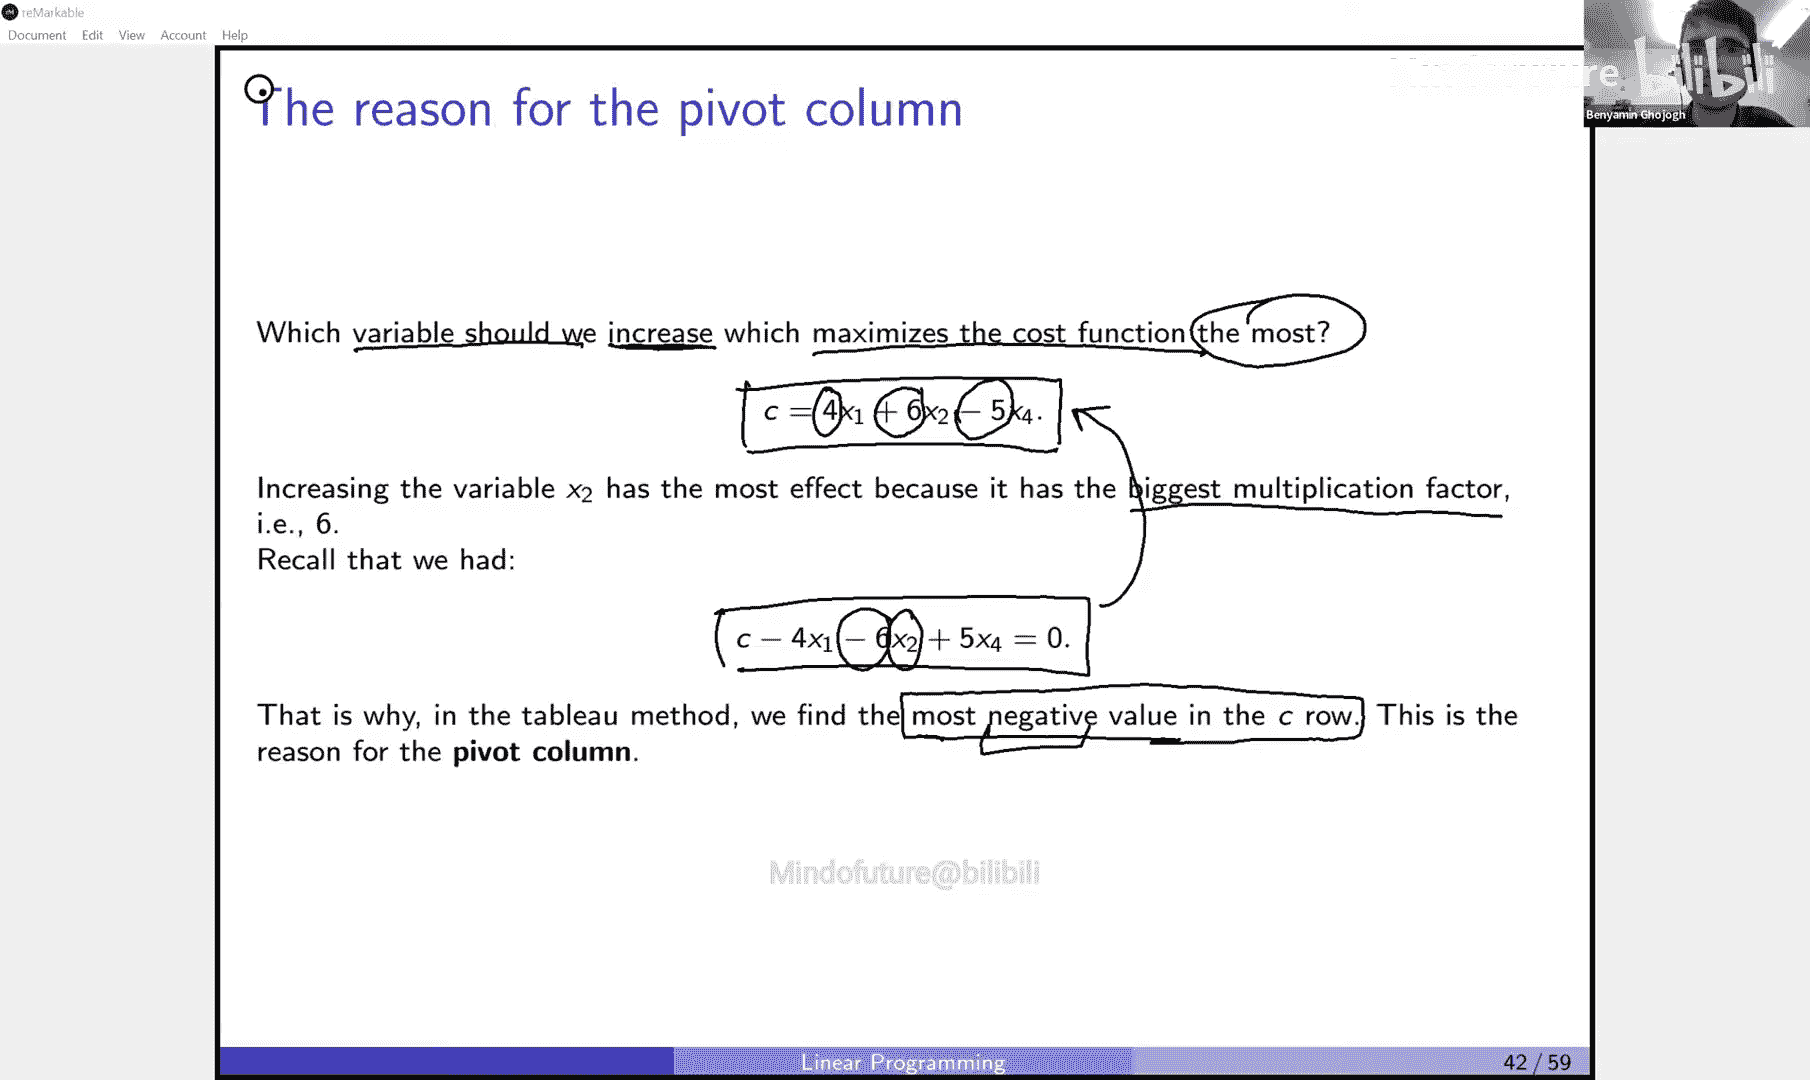 reMarkable
Document Edit View Account Help
bilibili
Benyamin Ghojogh
The reason for the pivot column
Which variable should we increase which maximizes the cost function the most?
c = 4x₁ + 6x₂ − 5x₄.
Increasing the variable x₂ has the most effect because it has the biggest multiplication factor,
i.e., 6.
Recall that we had:
c − 4x₁ − 6x₂ + 5x₄ = 0.
That is why, in the tableau method, we find the most negative value in the c row. This is the
reason for the pivot column.
Mindofuture@bilibili
Linear Programming
42 / 59